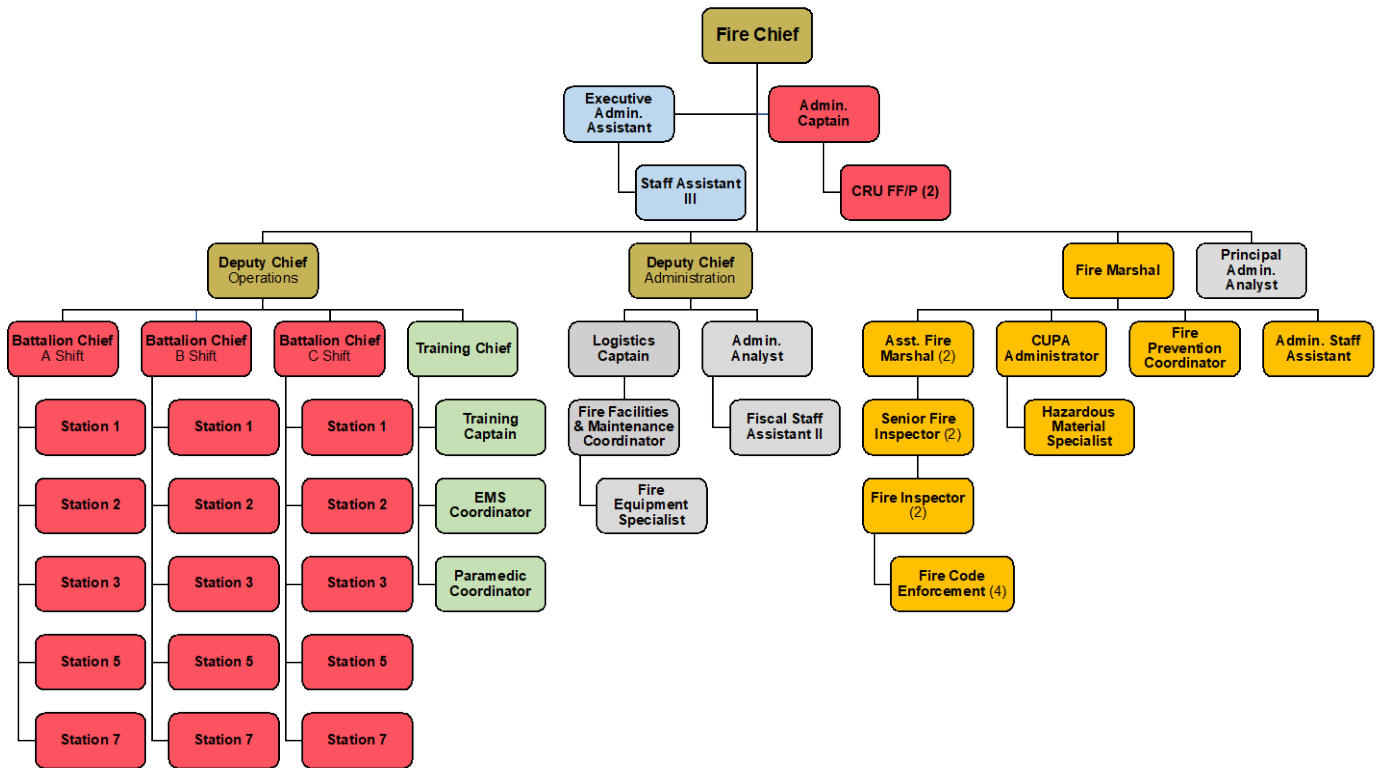 Fire Chief
Executive
Admin.
Assistant
Admin.
Captain
Staff Assistant
III
CRU FF/P (2)
Deputy Chief
Operations
Deputy Chief
Administration
Fire Marshal
Principal
Admin.
Analyst
Battalion Chief
A Shift
Battalion Chief
B Shift
Battalion Chief
C Shift
Training Chief
Logistics
Captain
Admin.
Analyst
Asst. Fire
Marshal (2)
CUPA
Administrator
Fire
Prevention
Coordinator
Admin. Staff
Assistant
Station 1
Station 1
Station 1
Training
Captain
Fire Facilities
& Maintenance
Coordinator
Fiscal Staff
Assistant II
Senior Fire
Inspector (2)
Hazardous
Material
Specialist
Station 2
Station 2
Station 2
EMS
Coordinator
Fire
Equipment
Specialist
Fire Inspector
(2)
Station 3
Station 3
Station 3
Paramedic
Coordinator
Fire Code
Enforcement (4)
Station 5
Station 5
Station 5
Station 7
Station 7
Station 7